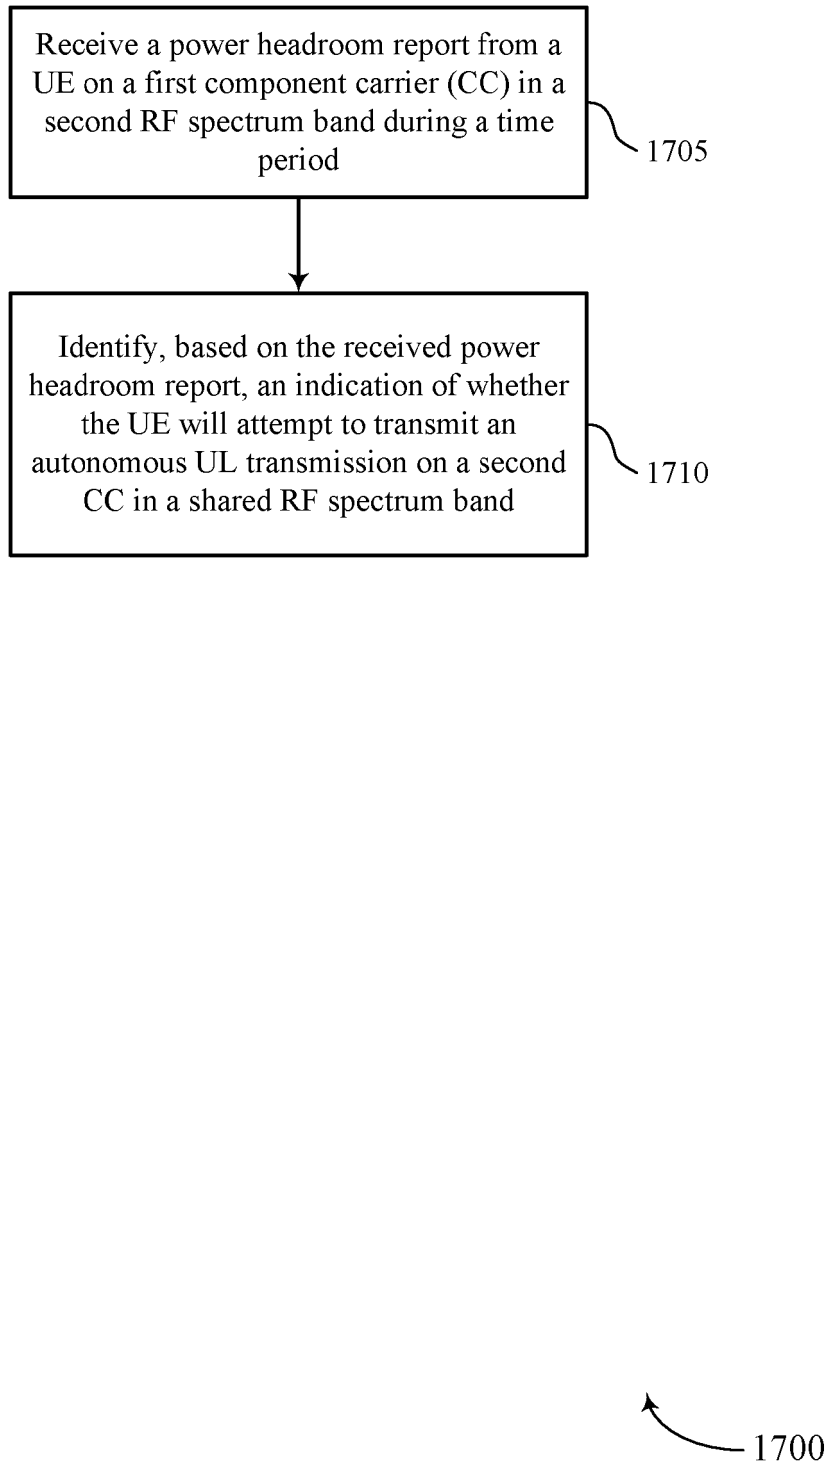 Receive a power headroom report from a
UE on a first component carrier (CC) in a
second RF spectrum band during a time
period
1705
Identify, based on the received power
headroom report, an indication of whether
the UE will attempt to transmit an
autonomous UL transmission on a second
CC in a shared RF spectrum band
1710
1700